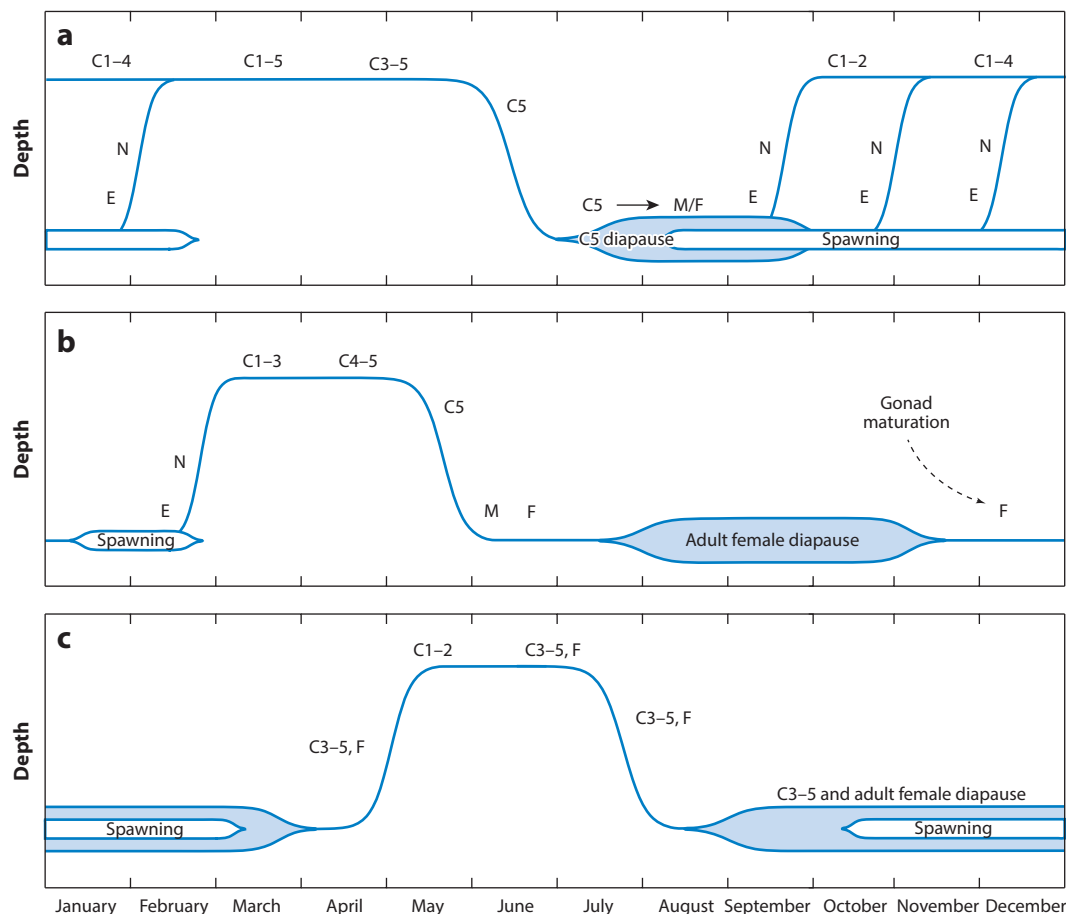 a
C1–4
C1–5
C3–5
C1–2
C1–4
C5
N
N
N
N
E
C5
M/F
E
E
E
C5 diapause
Spawning
Depth
b
C1–3
C4–5
C5
Gonad
maturation
N
E
M
F
F
Spawning
Adult female diapause
Depth
c
C1–2
C3–5, F
C3–5, F
C3–5, F
C3–5 and adult female diapause
Spawning
Spawning
Depth
January February March April May June July August September October November December